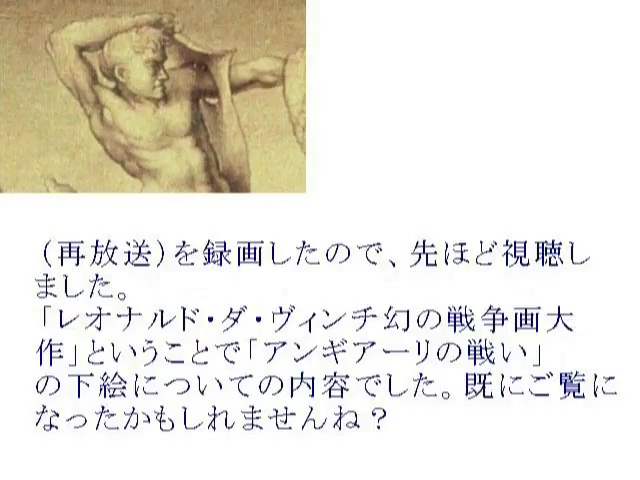 （再放送）を録画したので、先ほど視聴し
ました。
「レオナルド・ダ・ヴィンチ幻の戦争画大
作」ということで「アンギアーリの戦い」
の下絵についての内容でした。既にご覧に
なったかもしれませんね？